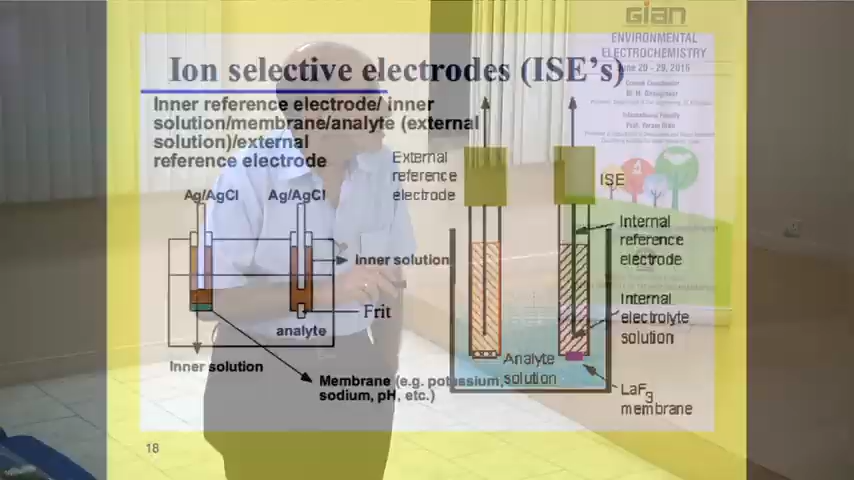 Gian
ENVIRONMENTAL
ELECTROCHEMISTRY
June 20 - 29, 2016
Ion selective electrodes (ISE's)
Inner reference electrode/ inner
solution/membrane/analyte (external
solution)/external
reference electrode
External
reference
electrode
ISE
Ag/AgCl
Ag/AgCl
Internal
reference
electrode
Inner solution
Internal
electrolyte
solution
Frit
analyte
Analyte
solution
Inner solution
Membrane (e.g. potassium,
sodium, pH, etc.)
LaF3
membrane
18